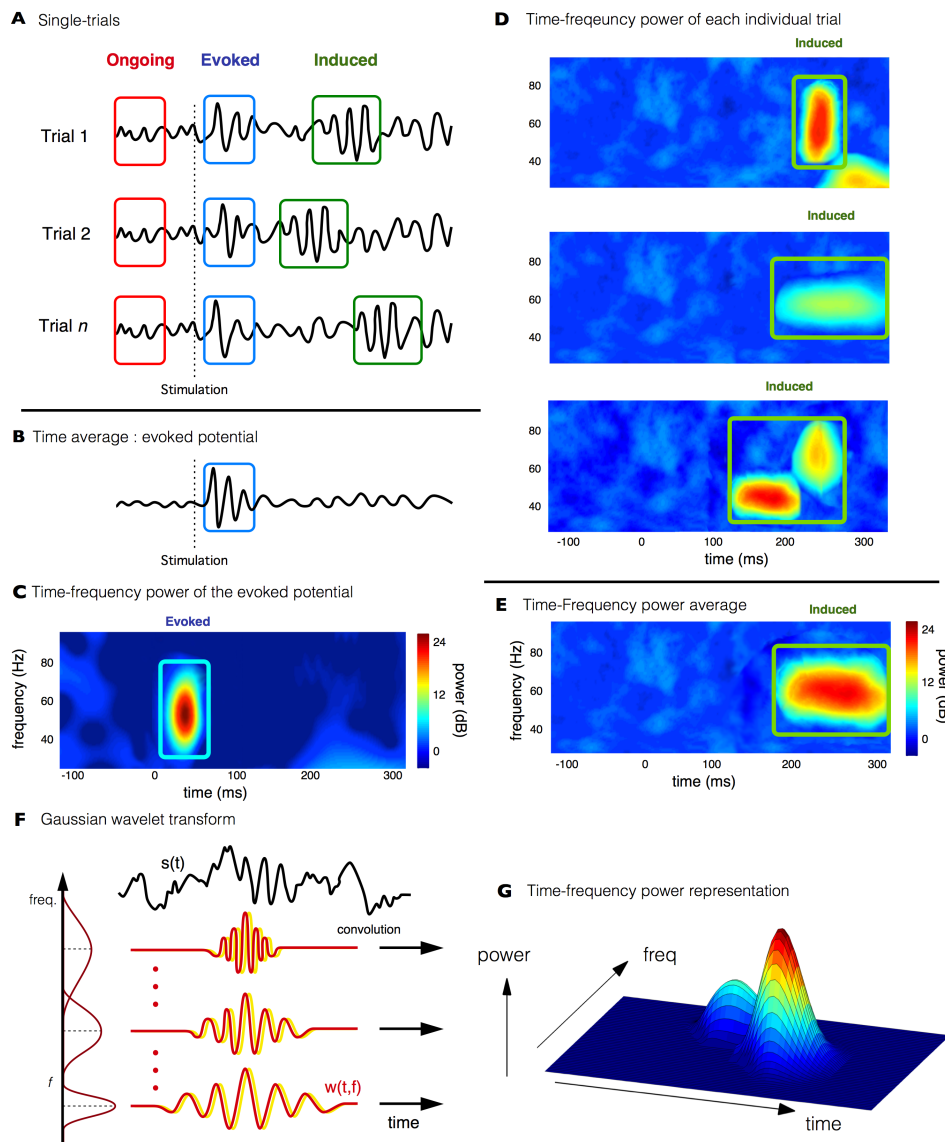 A Single-trials
Ongoing Evoked Induced
Trial 1
Trial 2
Trial n
Stimulation
B Time average : evoked potential
Stimulation
C Time-frequency power of the evoked potential
Evoked
frequency (Hz)
80
60
40
-100 0 100 200 300
time (ms)
24
12
0
power (dB)
D Time-freqeuncy power of each individual trial
Induced
80
60
40
Induced
80
60
40
Induced
80
60
40
-100 0 100 200 300
time (ms)
E Time-Frequency power average
Induced
frequency (Hz)
80
60
40
-100 0 100 200 300
time (ms)
24
12
0
power (dB)
F Gaussian wavelet transform
freq.
s(t)
convolution
f
w(t,f)
time
G Time-frequency power representation
power
freq
time